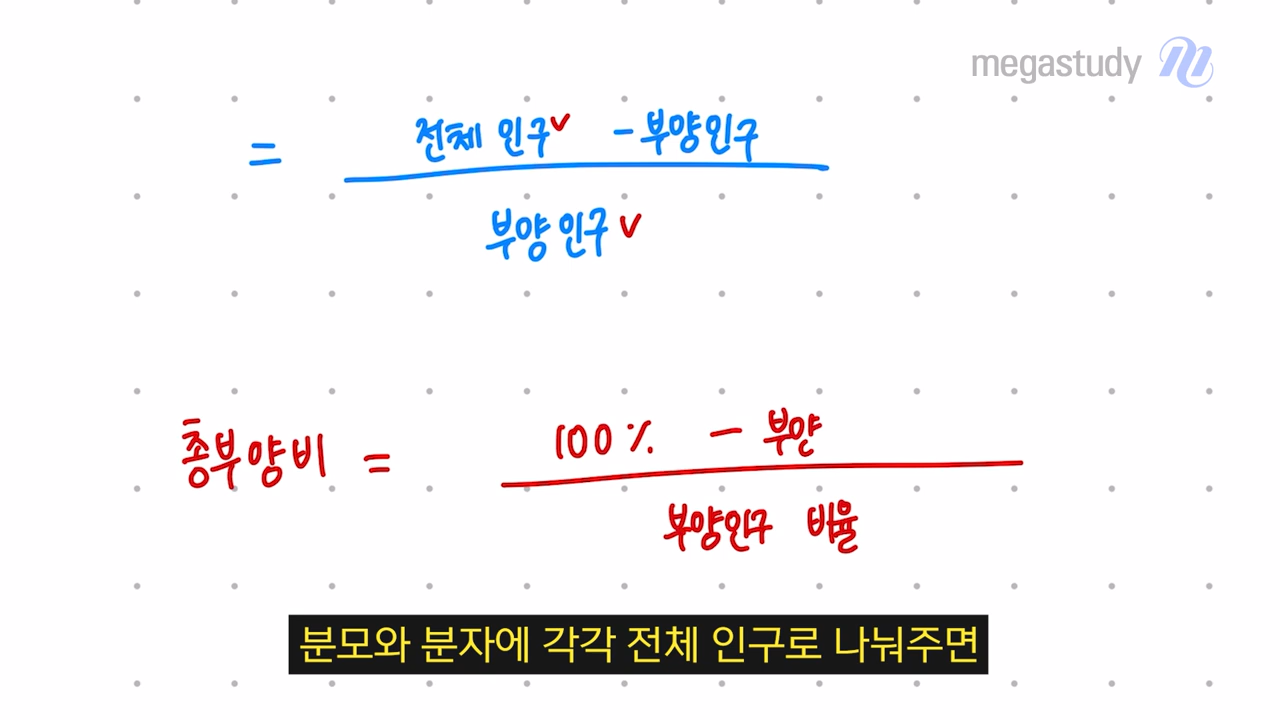 megastudy
= 전체 인구 - 부양인구
부양인구
총부양비 = 100% - 부얀
부양인구 비율
분모와 분자에 각각 전체 인구로 나눠주면